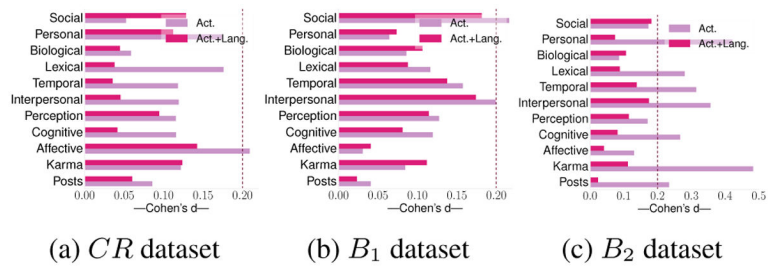 Social
Personal
Biological
Lexical
Temporal
Interpersonal
Perception
Cognitive
Affective
Karma
Posts
Act.
Act.+Lang.
0.00 0.05 0.10 0.15 0.20
—Cohen's d—
(a) CR dataset
Social
Personal
Biological
Lexical
Temporal
Interpersonal
Perception
Cognitive
Affective
Karma
Posts
Act.
Act.+Lang.
0.00 0.05 0.10 0.15 0.20
—Cohen's d—
(b) B₁ dataset
Social
Personal
Biological
Lexical
Temporal
Interpersonal
Perception
Cognitive
Affective
Karma
Posts
Act.
Act.+Lang.
0.0 0.1 0.2 0.3 0.4 0.5
—Cohen's d—
(c) B₂ dataset